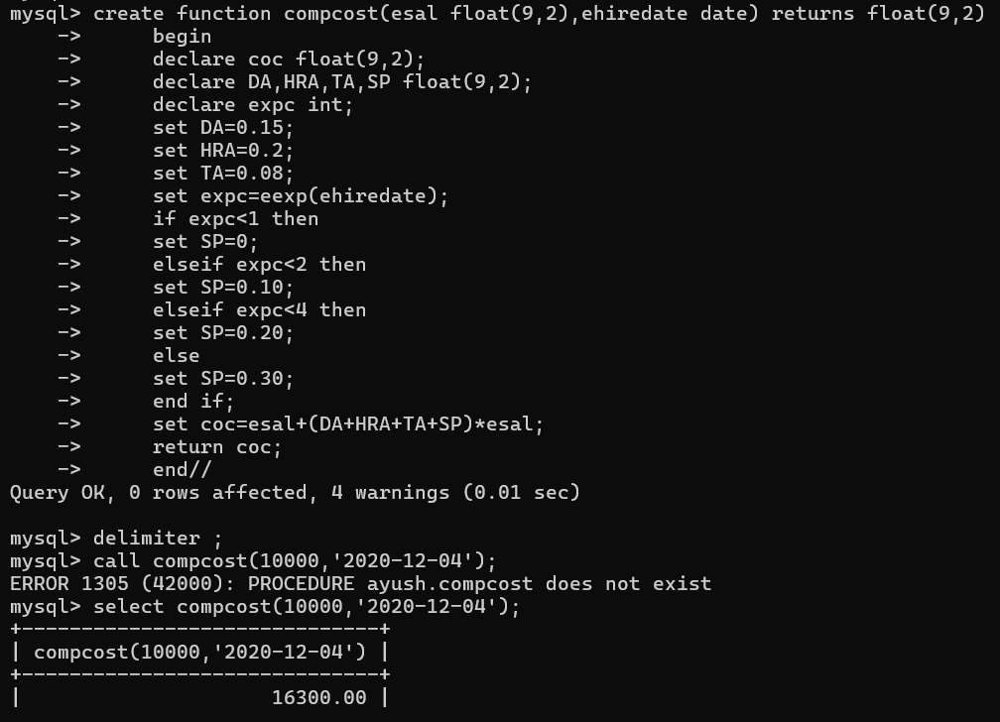 mysql> create function compcost(esal float(9,2),ehiredate date) returns float(9,2)
    ->      begin
    ->      declare coc float(9,2);
    ->      declare DA,HRA,TA,SP float(9,2);
    ->      declare expc int;
    ->      set DA=0.15;
    ->      set HRA=0.2;
    ->      set TA=0.08;
    ->      set expc=eexp(ehiredate);
    ->      if expc<1 then
    ->      set SP=0;
    ->      elseif expc<2 then
    ->      set SP=0.10;
    ->      elseif expc<4 then
    ->      set SP=0.20;
    ->      else
    ->      set SP=0.30;
    ->      end if;
    ->      set coc=esal+(DA+HRA+TA+SP)*esal;
    ->      return coc;
    ->      end//
Query OK, 0 rows affected, 4 warnings (0.01 sec)

mysql> delimiter ;
mysql> call compcost(10000,'2020-12-04');
ERROR 1305 (42000): PROCEDURE ayush.compcost does not exist
mysql> select compcost(10000,'2020-12-04');
+------------------------------+
| compcost(10000,'2020-12-04') |
+------------------------------+
|                     16300.00 |